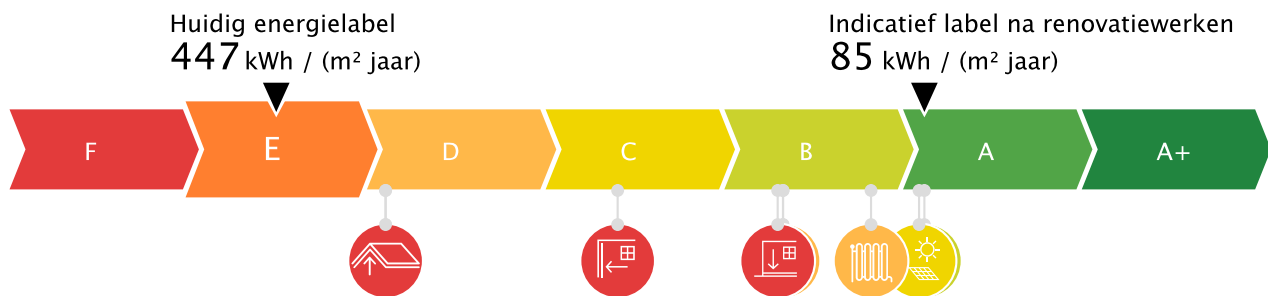 Huidig energielabel
447 kWh / (m² jaar)
Indicatief label na renovatiewerken
85 kWh / (m² jaar)
F E D C B A A+